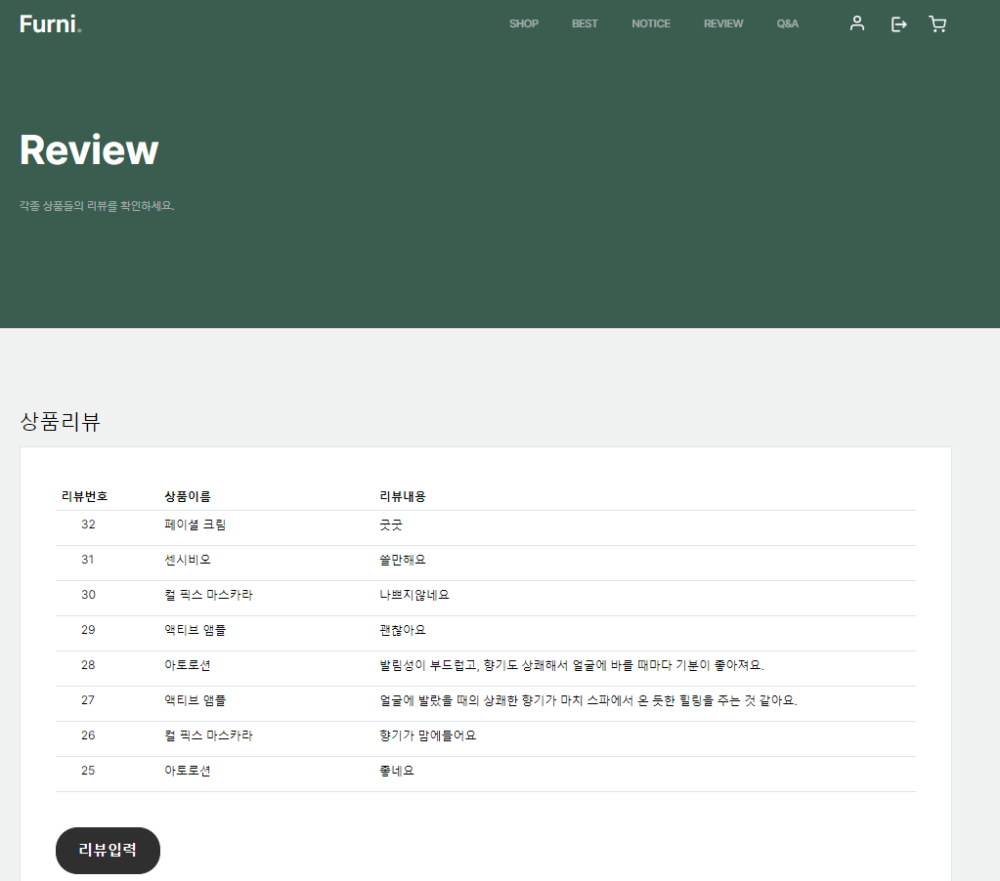 Furni.
SHOP BEST NOTICE REVIEW Q&A
Review
각종 상품들의 리뷰를 확인하세요.
상품리뷰
리뷰번호 상품이름 리뷰내용
32 페이셜 크림 굿굿
31 센시비오 쓸만해요
30 컬 픽스 마스카라 나쁘지않네요
29 액티브 앰플 괜찮아요
28 아토로션 발림성이 부드럽고, 향기도 상쾌해서 얼굴에 바를 때마다 기분이 좋아져요.
27 액티브 앰플 얼굴에 발랐을 때의 상쾌한 향기가 마치 스파에서 온 듯한 힐링을 주는 것 같아요.
26 컬 픽스 마스카라 향기가 맘에들어요
25 아토로션 좋네요
리뷰입력